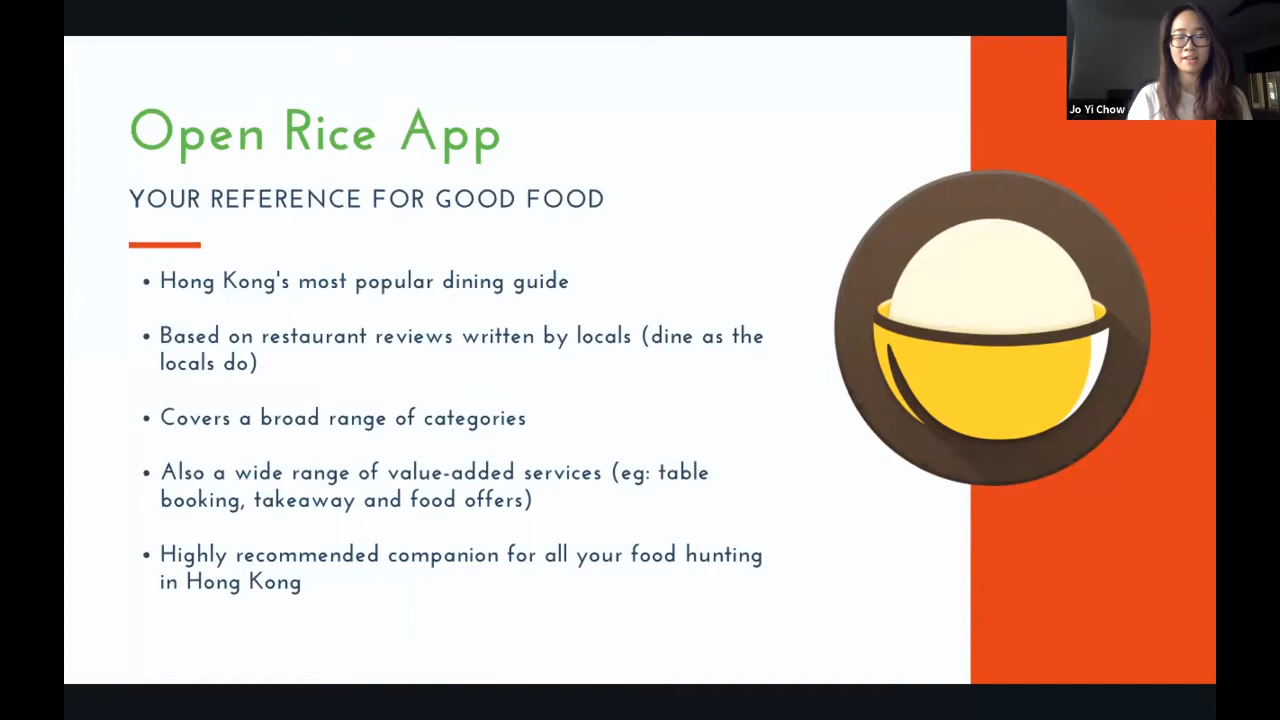 Open Rice App
YOUR REFERENCE FOR GOOD FOOD
• Hong Kong's most popular dining guide
• Based on restaurant reviews written by locals (dine as the
locals do)
• Covers a broad range of categories
• Also a wide range of value-added services (eg: table
booking, takeaway and food offers)
• Highly recommended companion for all your food hunting
in Hong Kong
Jo Yi Chow